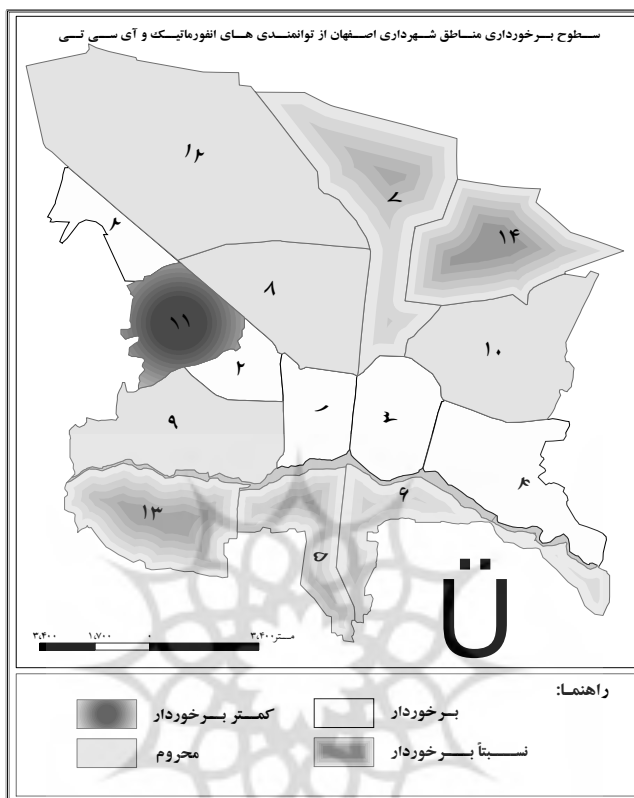 سطوح برخورداری مناطق شهرداری اصفهان از توانمندی های انفورماتیک و آی سی تی
۱۲
۷
۲
۱۴
۸
۱۱
۱۰
۲
۱
۳
۹
۴
۶
۱۳
۵
Ü
۳،۴۰۰ ۱،۷۰۰ ۰ ۳،۴۰۰ متر
راهنما:
برخوردار
کمتر برخوردار
نسبتاً برخوردار
محروم